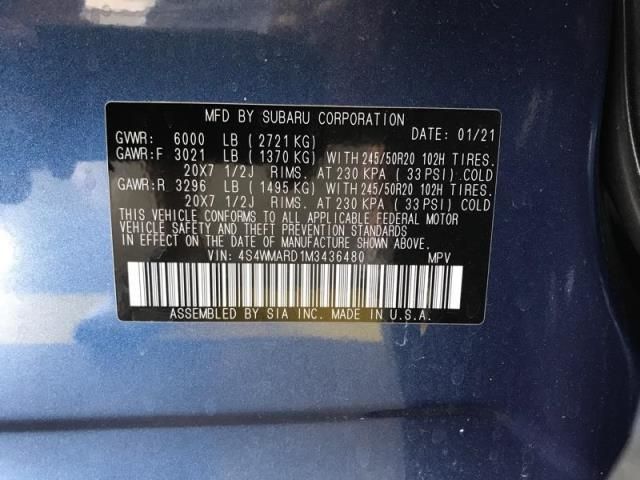 MFD BY SUBARU CORPORATION DATE: 01/21
GVWR: 6000 LB ( 2721 KG)
GAWR:F 3021 LB ( 1370 KG) WITH 245/50R20 102H TIRES.
20X7 1/2J RIMS. AT 230 KPA ( 33 PSI) COLD
GAWR:R 3296 LB ( 1495 KG) WITH 245/50R20 102H TIRES.
20X7 1/2J RIMS. AT 230 KPA ( 33 PSI) COLD
THIS VEHICLE CONFORMS TO ALL APPLICABLE FEDERAL MOTOR
VEHICLE SAFETY AND THEFT PREVENTION STANDARDS
IN EFFECT ON THE DATE OF MANUFACTURE SHOWN ABOVE.
VIN: 4S4WMARD1M3436480 MPV
ASSEMBLED BY SIA INC. MADE IN U.S.A.